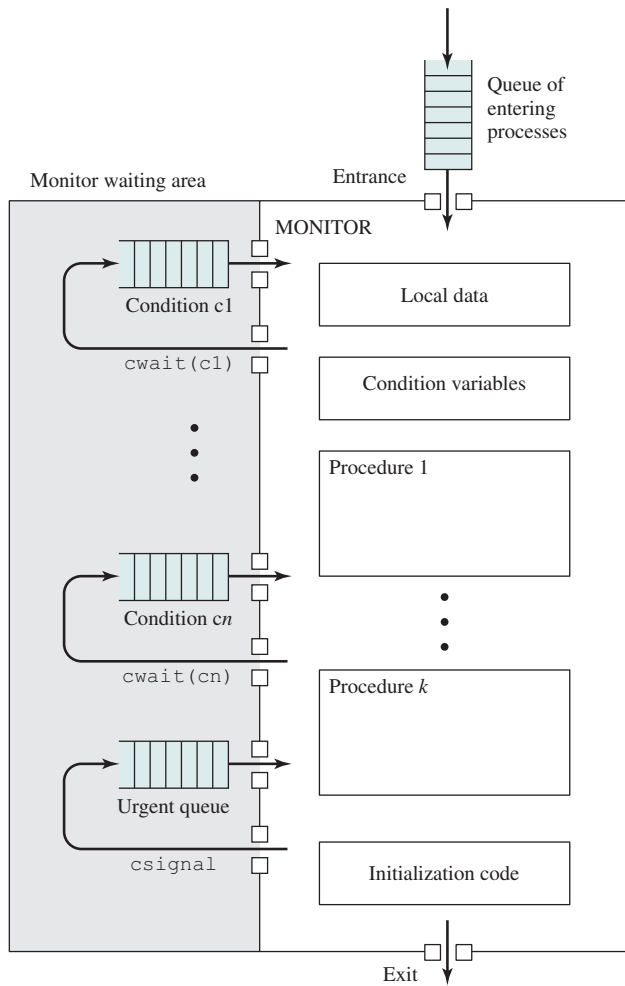 Queue of
entering
processes
Monitor waiting area
Entrance
MONITOR
Condition c1
Local data
cwait(c1)
Condition variables
Procedure 1
Condition cn
cwait(cn)
Procedure k
Urgent queue
csignal
Initialization code
Exit